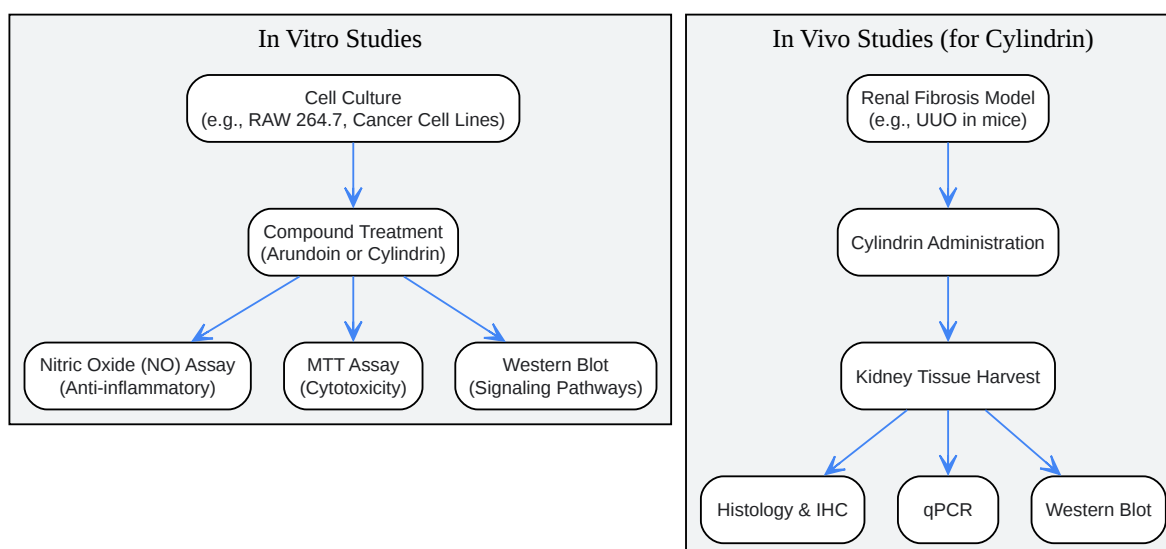 In Vitro Studies
Cell Culture
(e.g., RAW 264.7, Cancer Cell Lines)
Compound Treatment
(Arundoin or Cylindrin)
Nitric Oxide (NO) Assay
(Anti-inflammatory)
MTT Assay
(Cytotoxicity)
Western Blot
(Signaling Pathways)
In Vivo Studies (for Cylindrin)
Renal Fibrosis Model
(e.g., UUO in mice)
Cylindrin Administration
Kidney Tissue Harvest
Histology & IHC
qPCR
Western Blot